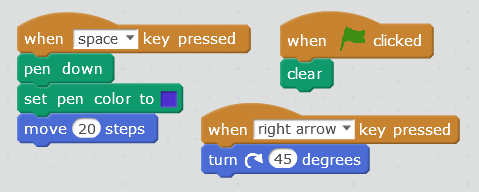 when space key pressed
pen down
set pen color to
move 20 steps
when clicked
clear
when right arrow key pressed
turn 45 degrees